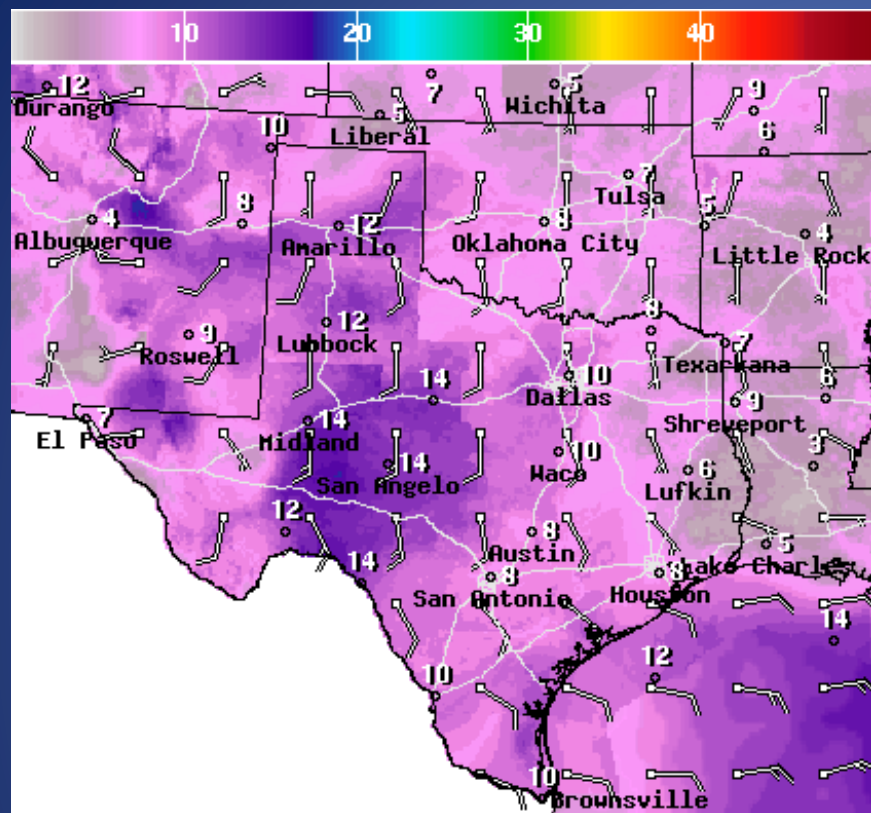 10 20 30 40
12 7 5 9
Durango Wichita
5
Liberal
10 6
7
Tulsa
4 8 12 8 5 4
Albuquerque Amarillo Oklahoma City Little Rock
9 12 8
Roswell Lubbock 7
Texarkana
10
Dallas
14 9 6
Shreveport
7 14
El Paso Midland
14 10 6 3
San Angelo Waco Lufkin
12 8 5
Austin Lake Charles
14 8 8
San Antonio Houston
14
12
10
10
Brownsville